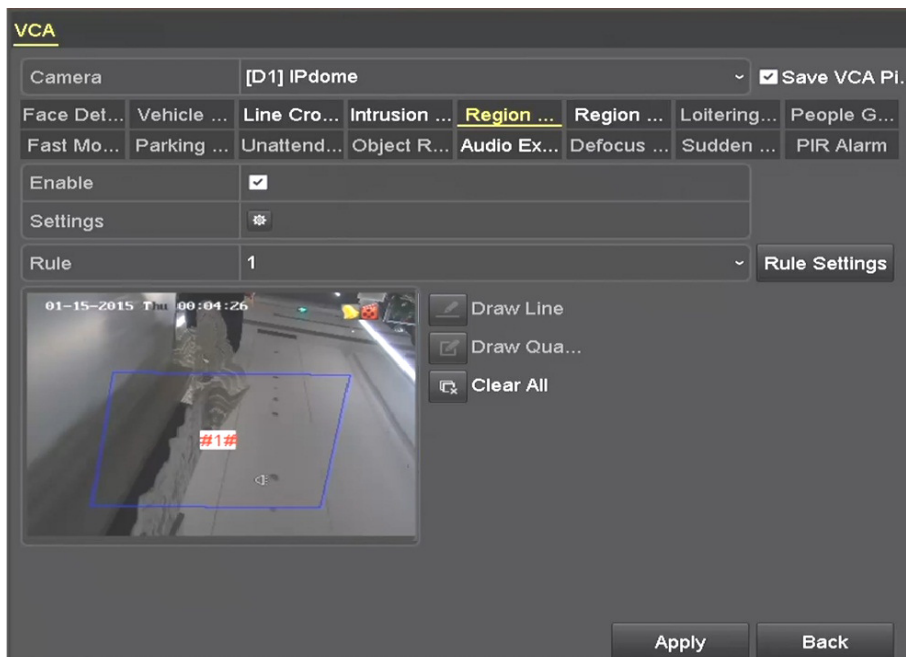 VCA
Camera [D1] IPdome Save VCA Pi.
Face Det... Vehicle ... Line Cro... Intrusion ... Region ... Region ... Loitering... People G...
Fast Mo... Parking ... Unattend... Object R... Audio Ex... Defocus ... Sudden ... PIR Alarm
Enable
Settings
Rule 1 Rule Settings
01-15-2015 Thu 00:04:26
Draw Line
Draw Qua...
Clear All
#1#
Apply Back